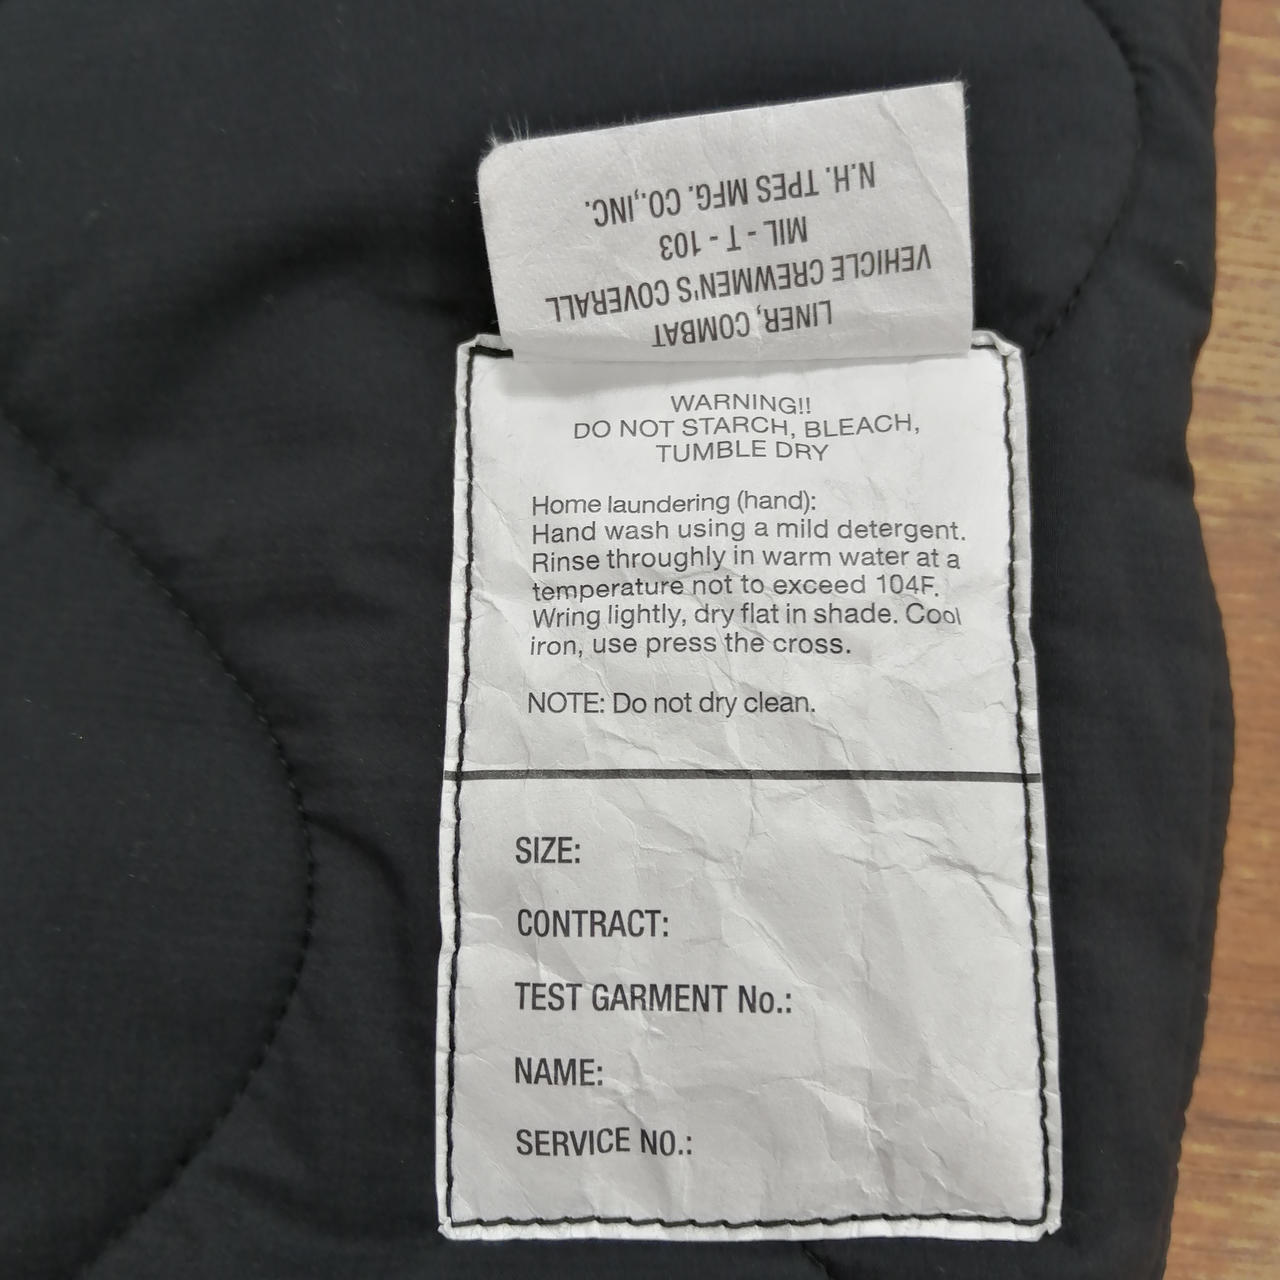 LINER, COMBAT
VEHICLE CREWMEN'S COVERALL
MIL - T - 103
N.H. TPES MFG. CO.,INC.
WARNING!!
DO NOT STARCH, BLEACH,
TUMBLE DRY
Home laundering (hand):
Hand wash using a mild detergent.
Rinse throughly in warm water at a
temperature not to exceed 104F.
Wring lightly, dry flat in shade. Cool
iron, use press the cross.
NOTE: Do not dry clean.
SIZE:
CONTRACT:
TEST GARMENT No.:
NAME:
SERVICE NO.: